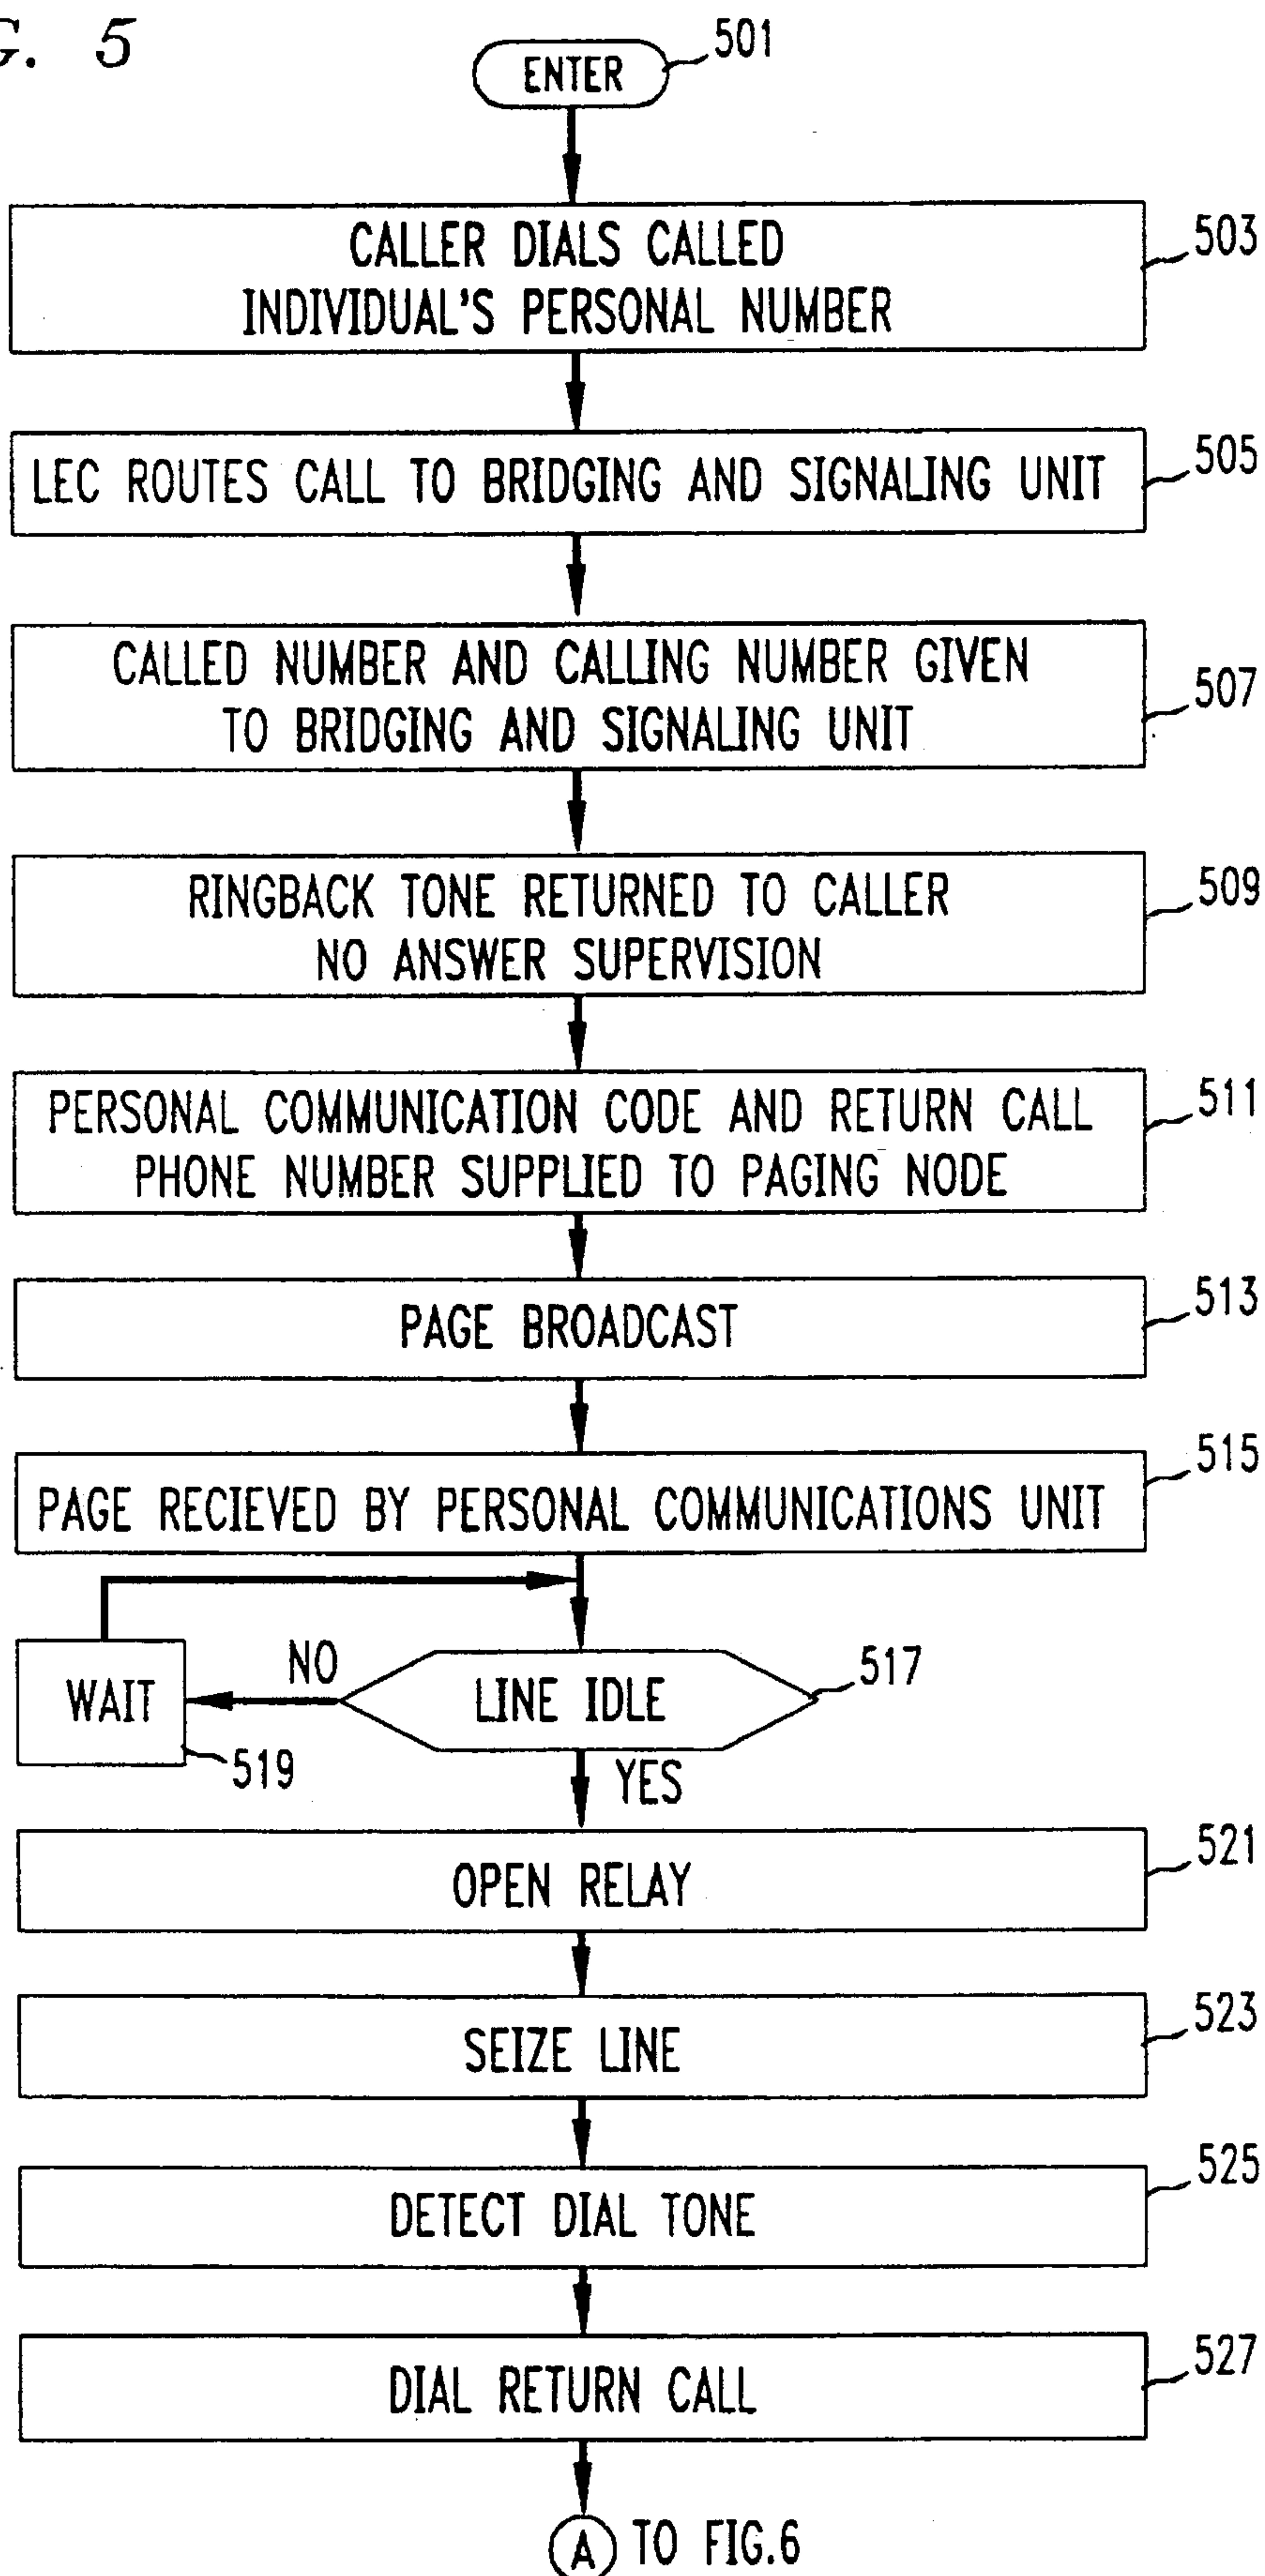 G. 5
501
ENTER
503
CALLER DIALS CALLED
INDIVIDUAL'S PERSONAL NUMBER
505
LEC ROUTES CALL TO BRIDGING AND SIGNALING UNIT
507
CALLED NUMBER AND CALLING NUMBER GIVEN
TO BRIDGING AND SIGNALING UNIT
509
RINGBACK TONE RETURNED TO CALLER
NO ANSWER SUPERVISION
511
PERSONAL COMMUNICATION CODE AND RETURN CALL
PHONE NUMBER SUPPLIED TO PAGING NODE
513
PAGE BROADCAST
515
PAGE RECIEVED BY PERSONAL COMMUNICATIONS UNIT
NO
517
WAIT
LINE IDLE
519
YES
521
OPEN RELAY
523
SEIZE LINE
525
DETECT DIAL TONE
527
DIAL RETURN CALL
A TO FIG.6